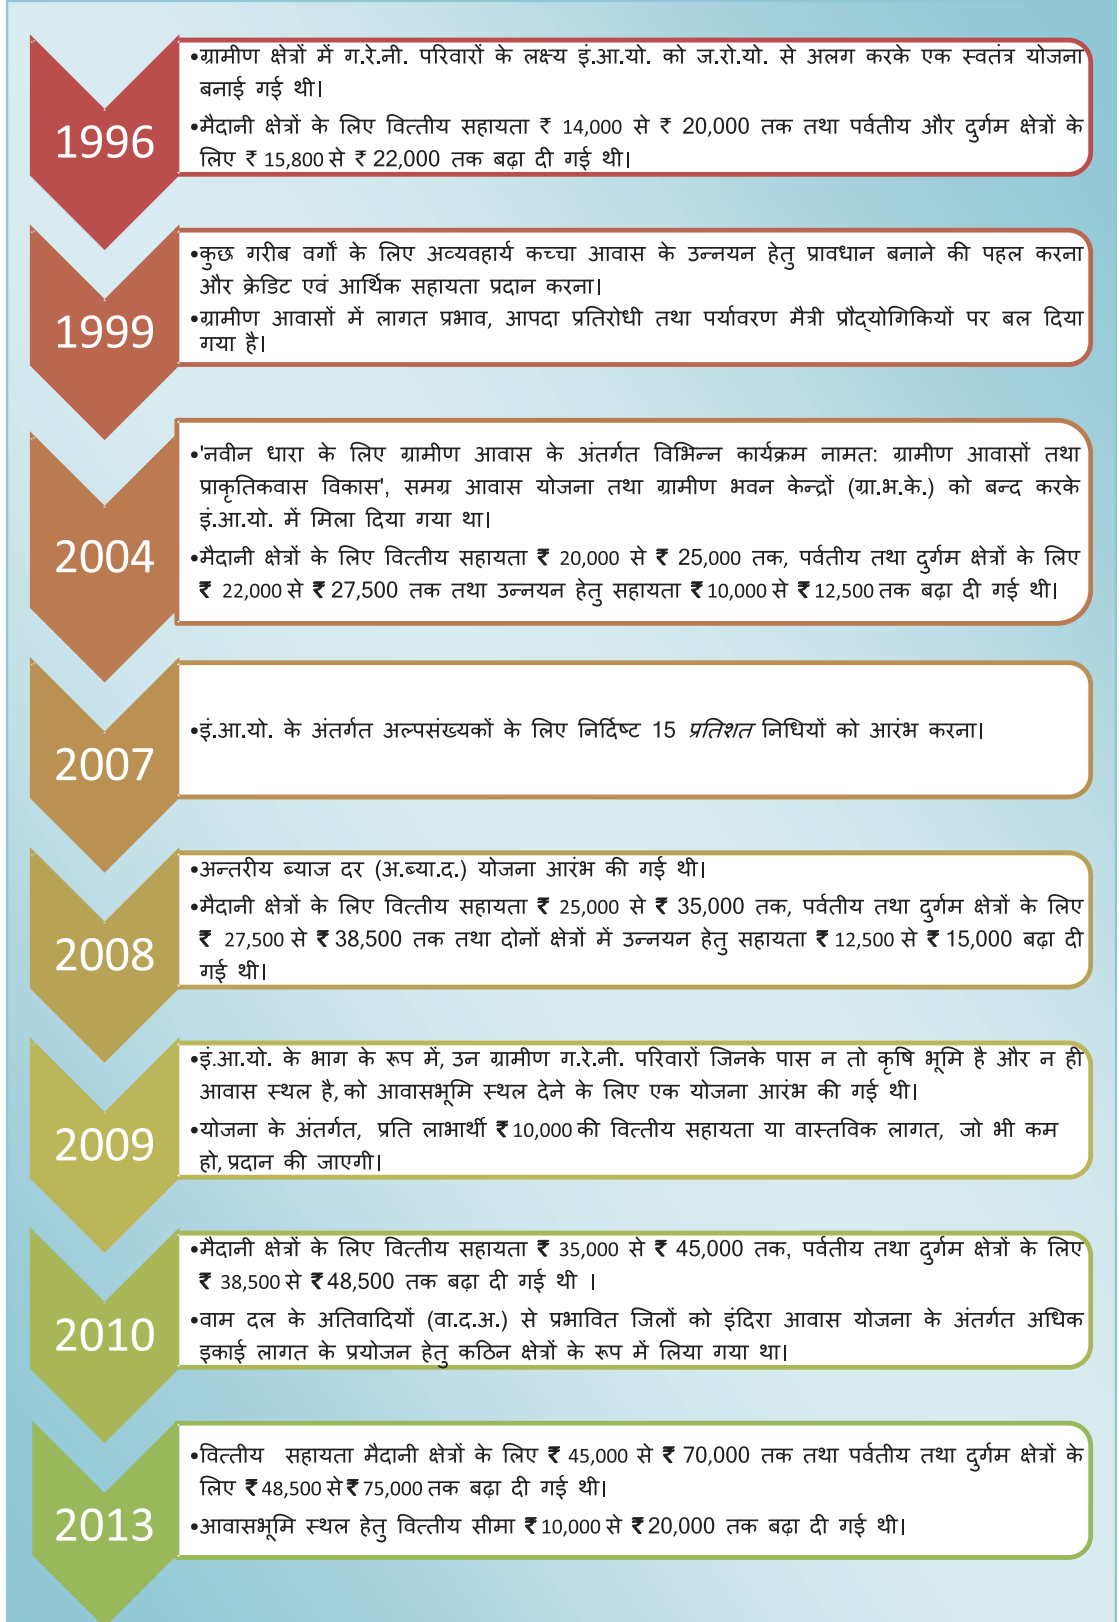 1996
•ग्रामीण क्षेत्रों में ग.रे.नी. परिवारों के लक्ष्य इं.आ.यो. को ज.रो.यो. से अलग करके एक स्वतंत्र योजना
बनाई गई थी।
•मैदानी क्षेत्रों के लिए वित्तीय सहायता ₹ 14,000 से ₹ 20,000 तक तथा पर्वतीय और दुर्गम क्षेत्रों के
लिए ₹ 15,800 से ₹ 22,000 तक बढ़ा दी गई थी।
1999
•कुछ गरीब वर्गों के लिए अव्यवहार्य कच्चा आवास के उन्नयन हेतु प्रावधान बनाने की पहल करना
और क्रेडिट एवं आर्थिक सहायता प्रदान करना।
•ग्रामीण आवासों में लागत प्रभाव, आपदा प्रतिरोधी तथा पर्यावरण मैत्री प्रौद्योगिकियों पर बल दिया
गया है।
2004
•'नवीन धारा के लिए ग्रामीण आवास के अंतर्गत विभिन्न कार्यक्रम नामत: ग्रामीण आवासों तथा
प्राकृतिकवास विकास', समग्र आवास योजना तथा ग्रामीण भवन केन्द्रों (ग्रा.भ.के.) को बन्द करके
इं.आ.यो. में मिला दिया गया था।
•मैदानी क्षेत्रों के लिए वित्तीय सहायता ₹ 20,000 से ₹ 25,000 तक, पर्वतीय तथा दुर्गम क्षेत्रों के लिए
₹ 22,000 से ₹ 27,500 तक तथा उन्नयन हेतु सहायता ₹ 10,000 से ₹ 12,500 तक बढ़ा दी गई थी।
2007
•इं.आ.यो. के अंतर्गत अल्पसंख्यकों के लिए निर्दिष्ट 15 प्रतिशत निधियों को आरंभ करना।
2008
•अन्तरीय ब्याज दर (अ.ब्या.द.) योजना आरंभ की गई थी।
•मैदानी क्षेत्रों के लिए वित्तीय सहायता ₹ 25,000 से ₹ 35,000 तक, पर्वतीय तथा दुर्गम क्षेत्रों के लिए
₹ 27,500 से ₹ 38,500 तक तथा दोनों क्षेत्रों में उन्नयन हेतु सहायता ₹ 12,500 से ₹ 15,000 बढ़ा दी
गई थी।
2009
•इं.आ.यो. के भाग के रूप में, उन ग्रामीण ग.रे.नी. परिवारों जिनके पास न तो कृषि भूमि है और न ही
आवास स्थल है, को आवासभूमि स्थल देने के लिए एक योजना आरंभ की गई थी।
•योजना के अंतर्गत, प्रति लाभार्थी ₹ 10,000 की वित्तीय सहायता या वास्तविक लागत, जो भी कम
हो, प्रदान की जाएगी।
2010
•मैदानी क्षेत्रों के लिए वित्तीय सहायता ₹ 35,000 से ₹ 45,000 तक, पर्वतीय तथा दुर्गम क्षेत्रों के लिए
₹ 38,500 से ₹ 48,500 तक बढ़ा दी गई थी ।
•वाम दल के अतिवादियों (वा.द.अ.) से प्रभावित जिलों को इंदिरा आवास योजना के अंतर्गत अधिक
इकाई लागत के प्रयोजन हेतु कठिन क्षेत्रों के रूप में लिया गया था।
2013
•वित्तीय सहायता मैदानी क्षेत्रों के लिए ₹ 45,000 से ₹ 70,000 तक तथा पर्वतीय तथा दुर्गम क्षेत्रों के
लिए ₹ 48,500 से ₹ 75,000 तक बढ़ा दी गई थी।
•आवासभूमि स्थल हेतु वित्तीय सीमा ₹ 10,000 से ₹ 20,000 तक बढ़ा दी गई थी।